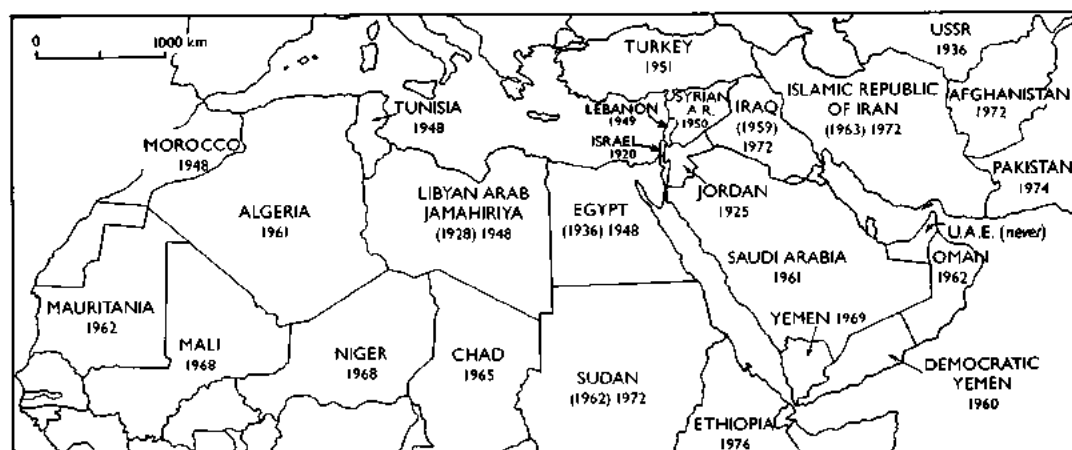 0 1000 km
USSR
1936
TURKEY
1951
ISLAMIC REPUBLIC
OF IRAN
(1963) 1972
AFGHANISTAN
1972
TUNISIA
1948
LEBANON
1949
SYRIAN
A. R.
1950
IRAQ
(1959)
1972
MOROCCO
1948
ISRAEL
1920
PAKISTAN
1974
JORDAN
1925
ALGERIA
1961
LIBYAN ARAB
JAMAHIRIYA
(1928) 1948
EGYPT
(1936) 1948
U.A.E. (never)
SAUDI ARABIA
1961
OMAN
1962
MAURITANIA
1962
MALI
1968
NIGER
1968
CHAD
1965
YEMEN 1969
SUDAN
(1962) 1972
DEMOCRATIC
YEMEN
1960
ETHIOPIA
1976